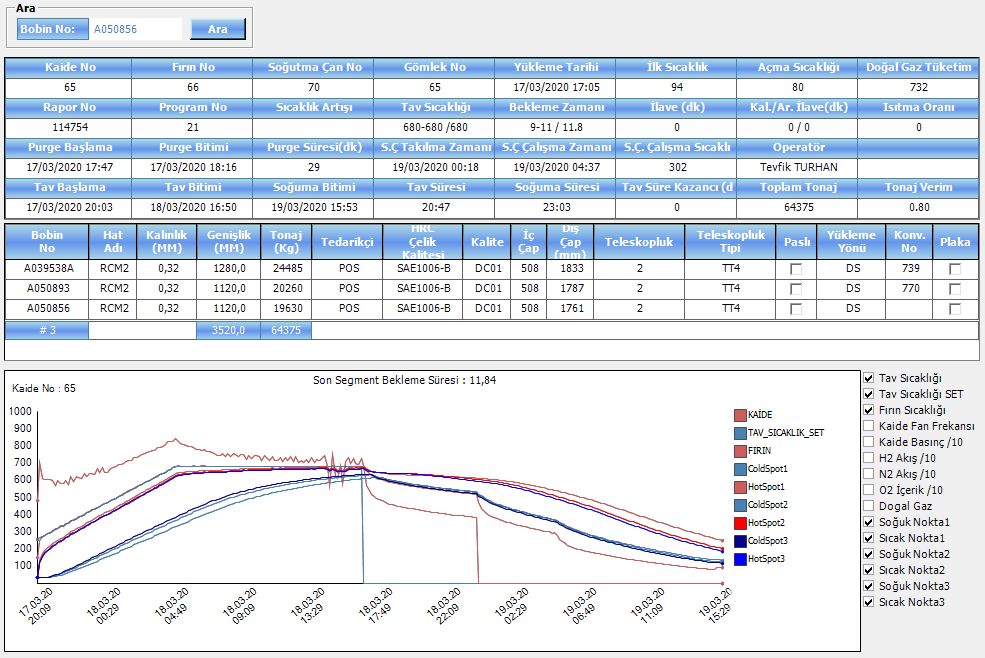 Ara
Bobin No: A050856 Ara
Kaide No Fırın No Soğutma Çan No Gömlek No Yükleme Tarihi İlk Sıcaklık Açma Sıcaklığı Doğal Gaz Tüketim
65 66 70 65 17/03/2020 17:05 94 80 732
Rapor No Program No Sıcaklık Artışı Tav Sıcaklığı Bekleme Zamanı İlave (dk) Kal./Ar. İlave(dk) Isıtma Oranı
114754 21 680-680 /680 9-11 / 11.8 0 0 / 0 0
Purge Başlama Purge Bitimi Purge Süresi(dk) S.Ç Takılma Zamanı S.Ç Çalışma Zamanı S.Ç. Çalışma Sıcaklı Operatör
17/03/2020 17:47 17/03/2020 18:16 29 19/03/2020 00:18 19/03/2020 04:37 302 Tevfik TURHAN
Tav Başlama Tav Bitimi Soğuma Bitimi Tav Süresi Soğuma Süresi Tav Süre Kazancı (d Toplam Tonaj Tonaj Verim
17/03/2020 20:03 18/03/2020 16:50 19/03/2020 15:53 20:47 23:03 0 64375 0.80
Bobin No Hat Adı Kalınlık (MM) Genişlik (MM) Tonaj (Kg) Tedarikçi HRC Çelik Kalitesi Kalite İç Çap Dış Çap (mm) Teleskopluk Teleskopluk Tipi Paslı Yükleme Yönü Konv. No Plaka
A039538A RCM2 0,32 1280,0 24485 POS SAE1006-B DC01 508 1833 2 TT4 DS 739
A050893 RCM2 0,32 1120,0 20260 POS SAE1006-B DC01 508 1787 2 TT4 DS 770
A050856 RCM2 0,32 1120,0 19630 POS SAE1006-B DC01 508 1761 2 TT4 DS
# 3 3520,0 64375
Son Segment Bekleme Süresi : 11,84
Kaide No : 65
1000
900
800
700
600
500
400
300
200
100
17.03.20 20:09
18.03.20 00:29
18.03.20 04:49
18.03.20 09:09
18.03.20 13:29
18.03.20 17:49
18.03.20 22:09
19.03.20 02:29
19.03.20 06:49
19.03.20 11:09
19.03.20 15:29
KAİDE
TAV_SICAKLIK_SET
FIRIN
ColdSpot1
HotSpot1
ColdSpot2
HotSpot2
ColdSpot3
HotSpot3
Tav Sıcaklığı
Tav Sıcaklığı SET
Fırın Sıcaklığı
Kaide Fan Frekansı
Kaide Basınç /10
H2 Akış /10
N2 Akış /10
O2 İçerik /10
Dogal Gaz
Soğuk Nokta1
Sıcak Nokta1
Soğuk Nokta2
Sıcak Nokta2
Soğuk Nokta3
Sıcak Nokta3